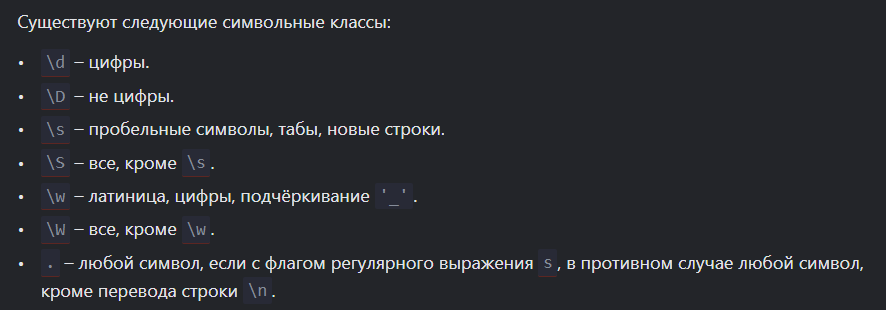 Существуют следующие символьные классы:
• \d – цифры.
• \D – не цифры.
• \s – пробельные символы, табы, новые строки.
• \S – все, кроме \s.
• \w – латиница, цифры, подчёркивание '_'.
• \W – все, кроме \w.
• . – любой символ, если с флагом регулярного выражения s, в противном случае любой символ,
кроме перевода строки \n.